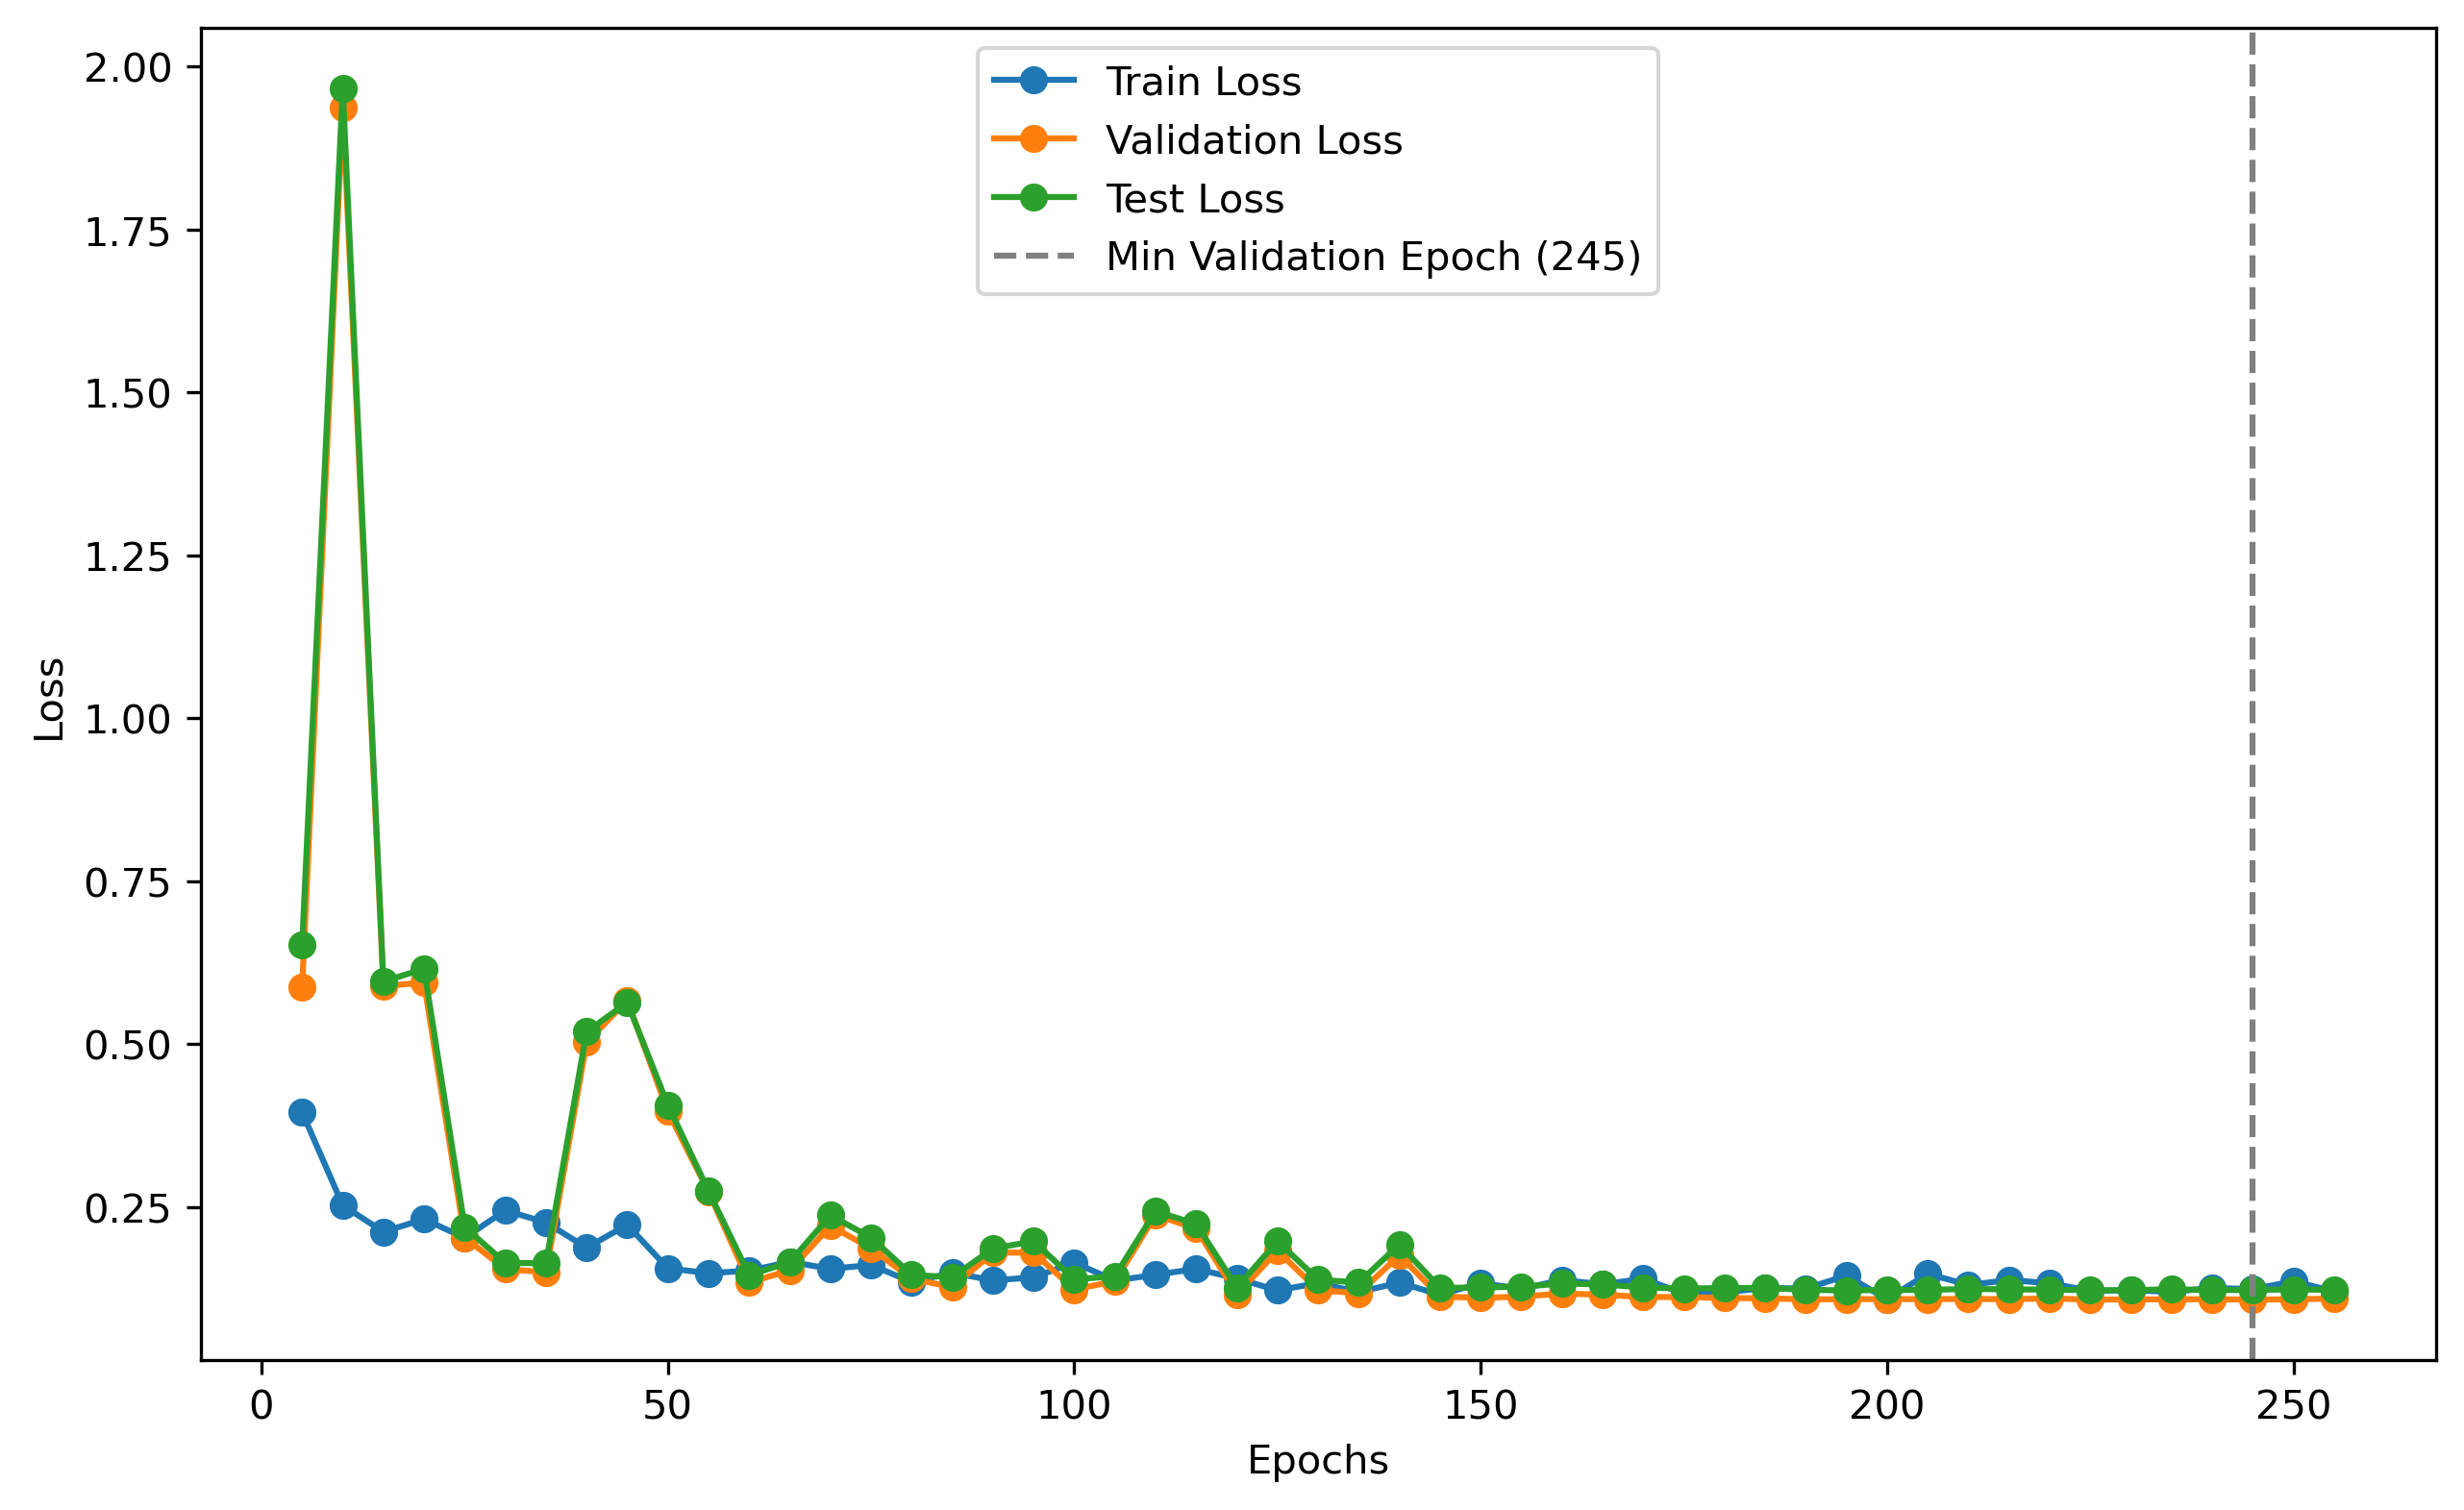 Train Loss
Validation Loss
Test Loss
Min Validation Epoch (245)
2.00
1.75
1.50
1.25
1.00
0.75
0.50
0.25
Loss
0 50 100 150 200 250
Epochs